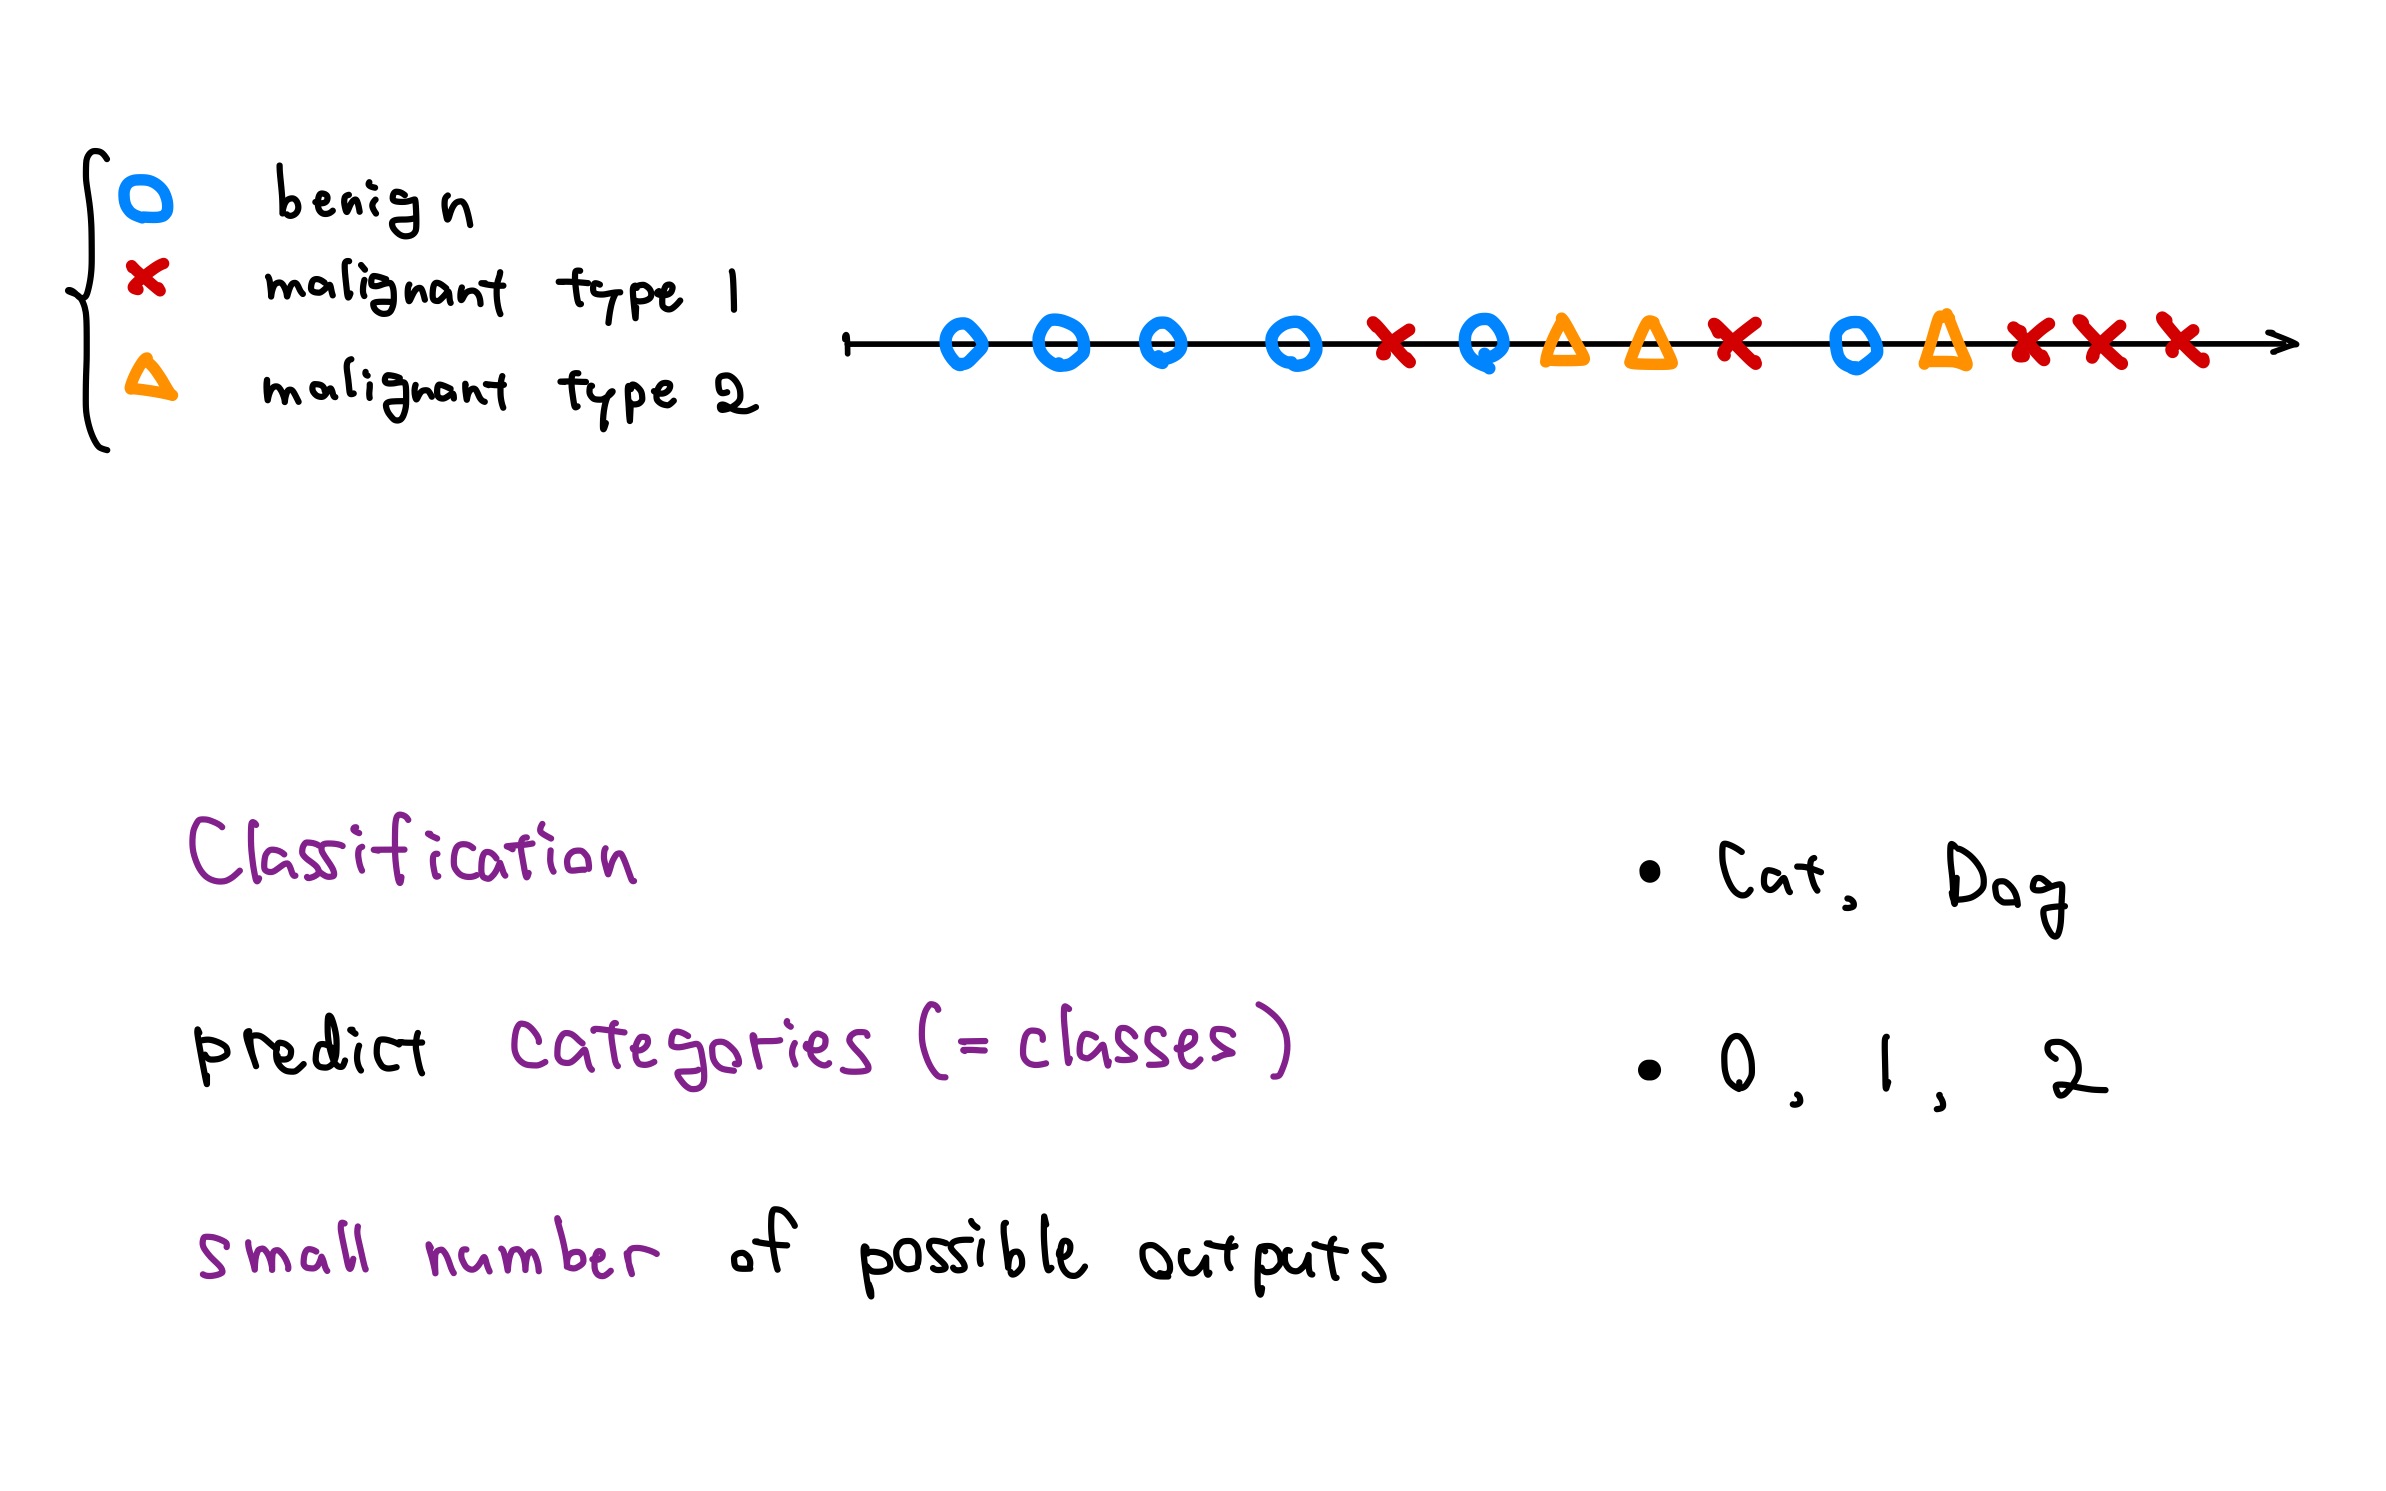 benign
malignant type 1
malignant type 2
Classification
predict categories (= classes)
small number of possible outputs
• Cat, Dog
• 0, 1, 2